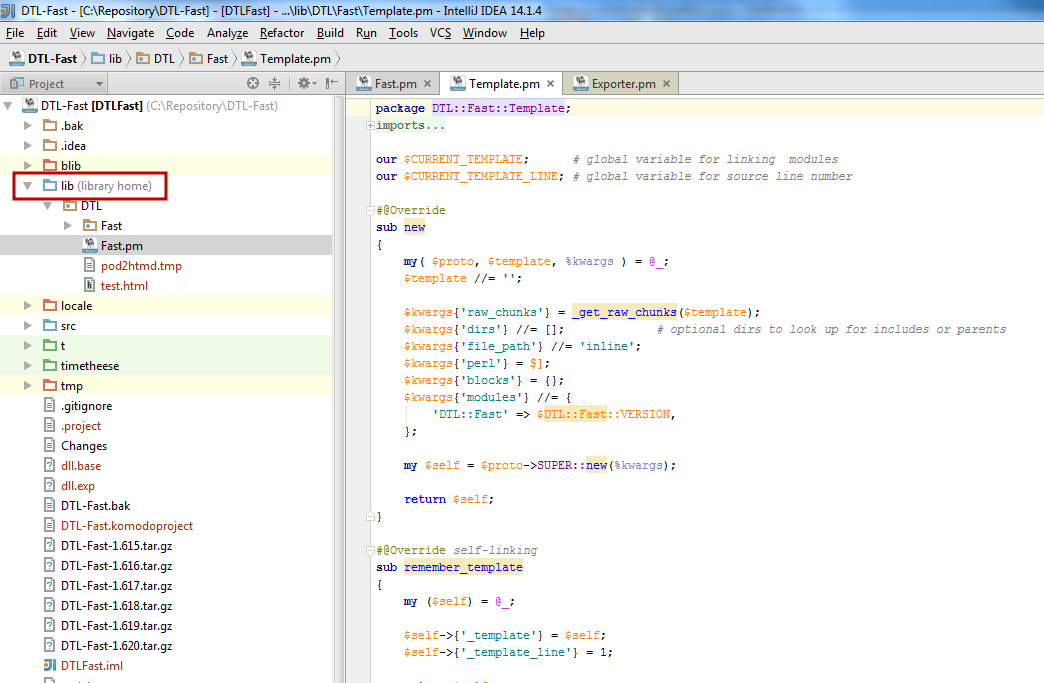 DTL-Fast - [C:\Repository\DTL-Fast] - [DTLFast] - ...\lib\DTL\Fast\Template.pm - IntelliJ IDEA 14.1.4
File Edit View Navigate Code Analyze Refactor Build Run Tools VCS Window Help
DTL-Fast lib DTL Fast Template.pm
Project
Fast.pm Template.pm Exporter.pm
DTL-Fast [DTLFast] (C:\Repository\DTL-Fast)
.bak
.idea
blib
lib (library home)
DTL
Fast
Fast.pm
pod2htmd.tmp
test.html
locale
src
t
timetheese
tmp
.gitignore
.project
Changes
dll.base
dll.exp
DTL-Fast.bak
DTL-Fast.komodoproject
DTL-Fast-1.615.tar.gz
DTL-Fast-1.616.tar.gz
DTL-Fast-1.617.tar.gz
DTL-Fast-1.618.tar.gz
DTL-Fast-1.619.tar.gz
DTL-Fast-1.620.tar.gz
DTLFast.iml
package DTL::Fast::Template;
imports...
our $CURRENT_TEMPLATE; # global variable for linking modules
our $CURRENT_TEMPLATE_LINE; # global variable for source line number
#@Override
sub new
{
my( $proto, $template, %kwargs ) = @_;
$template //= '';
$kwargs{'raw_chunks'} = _get_raw_chunks($template);
$kwargs{'dirs'} //= []; # optional dirs to look up for includes or parents
$kwargs{'file_path'} //= 'inline';
$kwargs{'perl'} = $];
$kwargs{'blocks'} = {};
$kwargs{'modules'} //= {
'DTL::Fast' => $DTL::Fast::VERSION,
};
my $self = $proto->SUPER::new(%kwargs);
return $self;
}
#@Override self-linking
sub remember_template
{
my ($self) = @_;
$self->{'_template'} = $self;
$self->{'_template_line'} = 1;